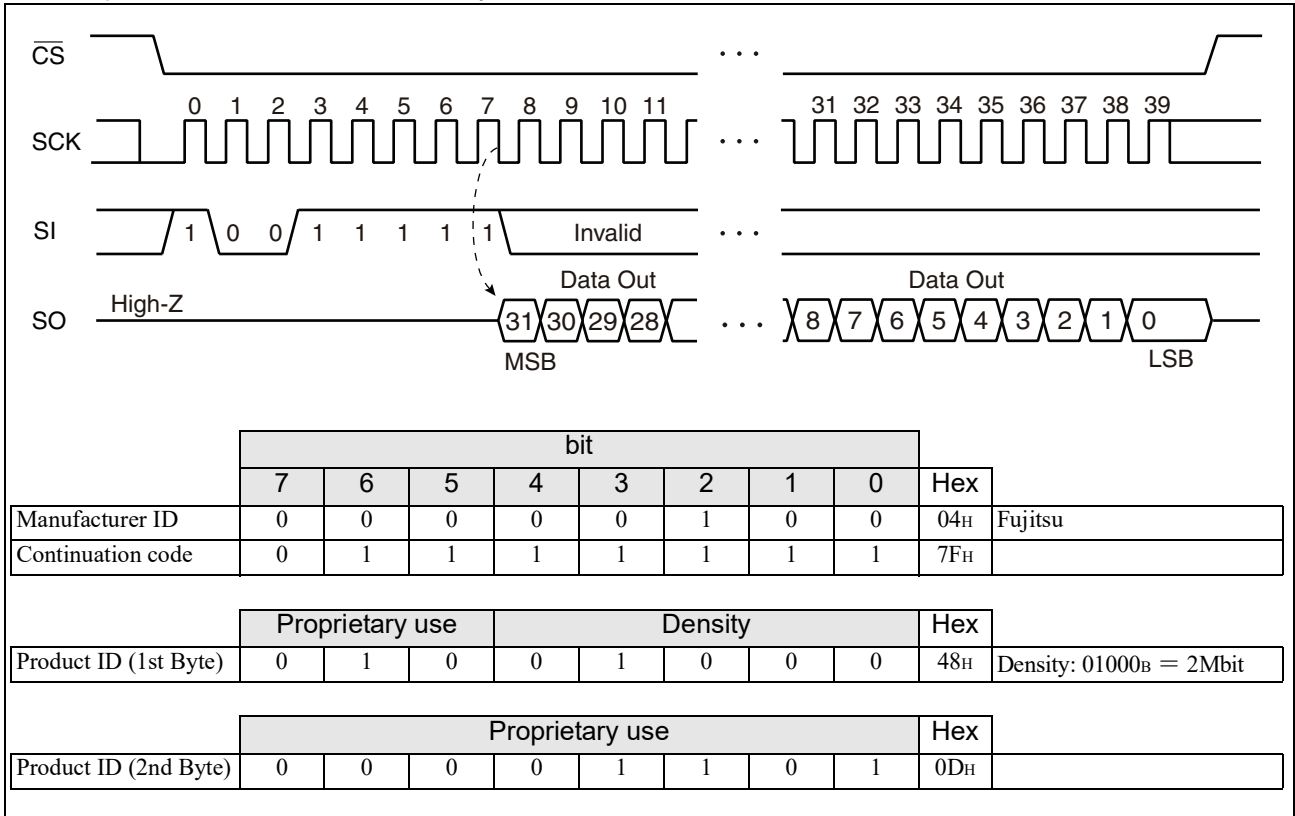 CS
. . .
0 1 2 3 4 5 6 7 8 9 10 11 31 32 33 34 35 36 37 38 39
SCK . . .
SI 1 0 0 1 1 1 1 1 Invalid . . .
Data Out Data Out
High-Z
SO 31 30 29 28 . . . 8 7 6 5 4 3 2 1 0
MSB LSB
bit
7 6 5 4 3 2 1 0 Hex
Manufacturer ID 0 0 0 0 0 1 0 0 04H Fujitsu
Continuation code 0 1 1 1 1 1 1 1 7FH
Proprietary use Density Hex
Product ID (1st Byte) 0 1 0 0 1 0 0 0 48H Density: 01000B = 2Mbit
Proprietary use Hex
Product ID (2nd Byte) 0 0 0 0 1 1 0 1 0DH